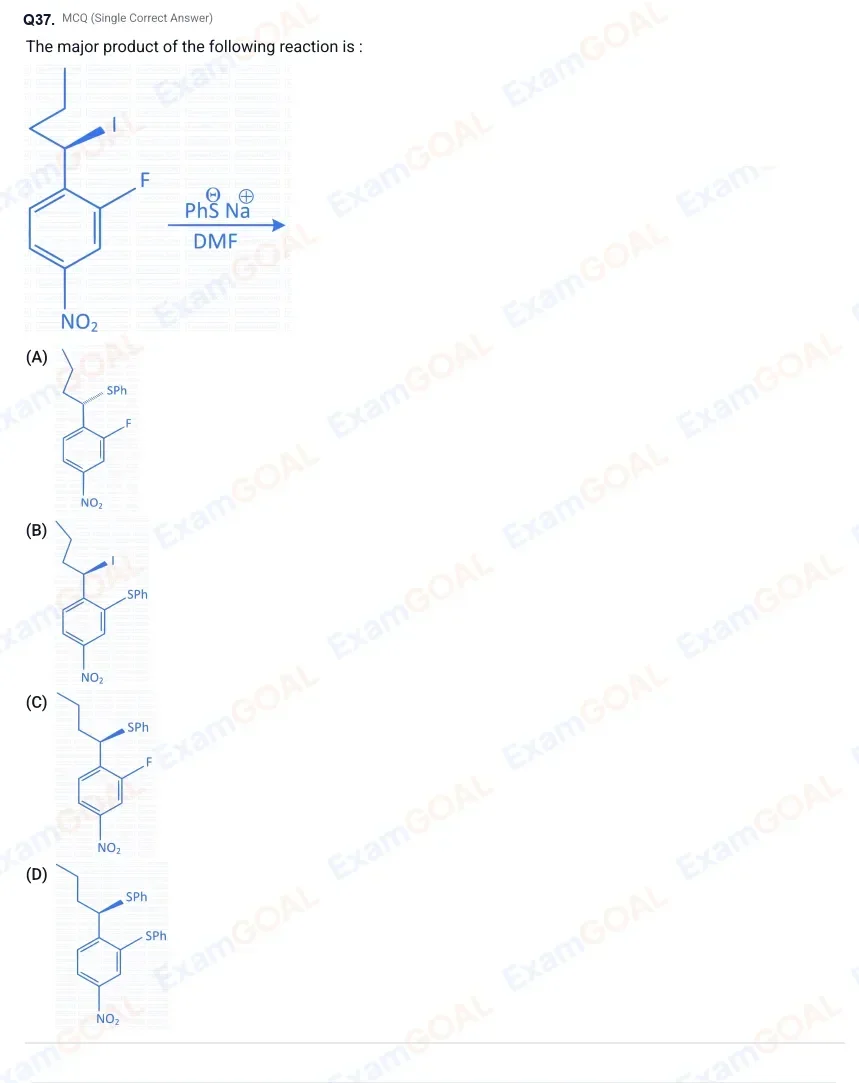 Q37. MCQ (Single Correct Answer)
The major product of the following reaction is :
I
F
PhS Na
DMF
NO2
(A)
SPh
F
NO2
(B)
I
SPh
NO2
(C)
SPh
F
NO2
(D)
SPh
SPh
NO2
ExamGOAL